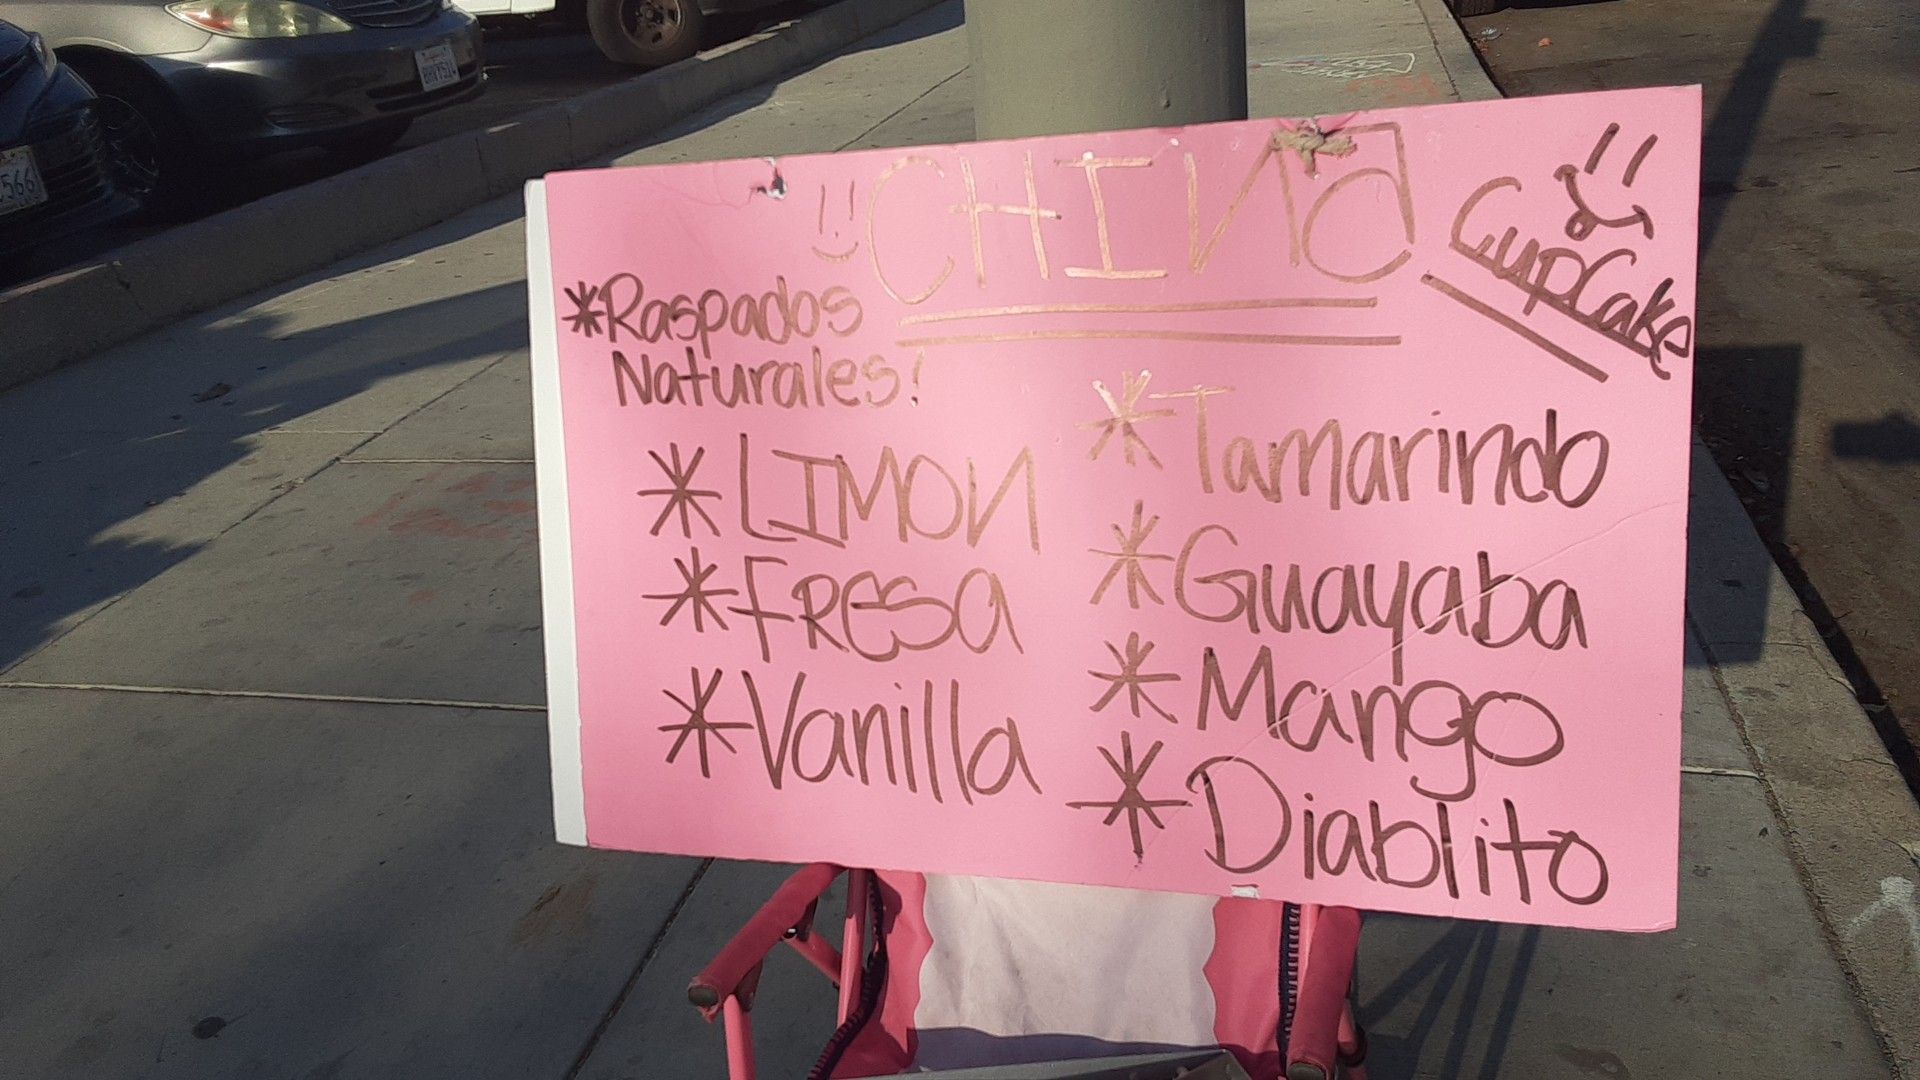 CHINA
CupCake
*Raspados
Naturales!
*LIMON
*FRESA
*Vanilla
*Tamarindo
*Guayaba
*Mango
*Diablito